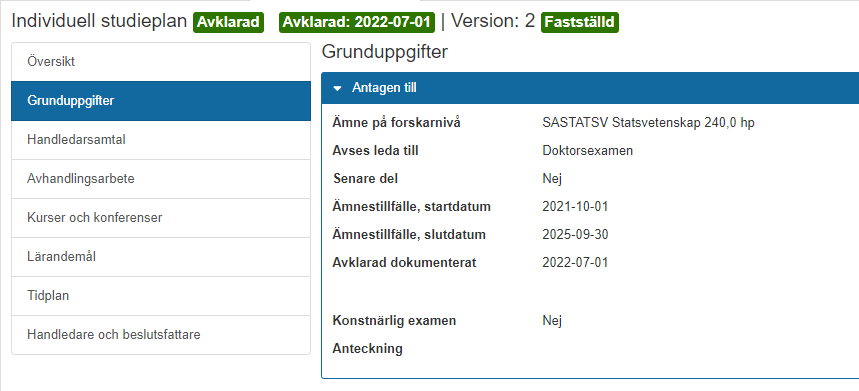 Individuell studieplan Avklarad Avklarad: 2022-07-01 | Version: 2 Fastställd
Översikt
Grunduppgifter
Handledarsamtal
Avhandlingsarbete
Kurser och konferenser
Lärandemål
Tidplan
Handledare och beslutsfattare
Grunduppgifter
Antagen till
Ämne på forskarnivå SASTATSV Statsvetenskap 240,0 hp
Avses leda till Doktorsexamen
Senare del Nej
Ämnestillfälle, startdatum 2021-10-01
Ämnestillfälle, slutdatum 2025-09-30
Avklarad dokumenterat 2022-07-01
Konstnärlig examen Nej
Anteckning